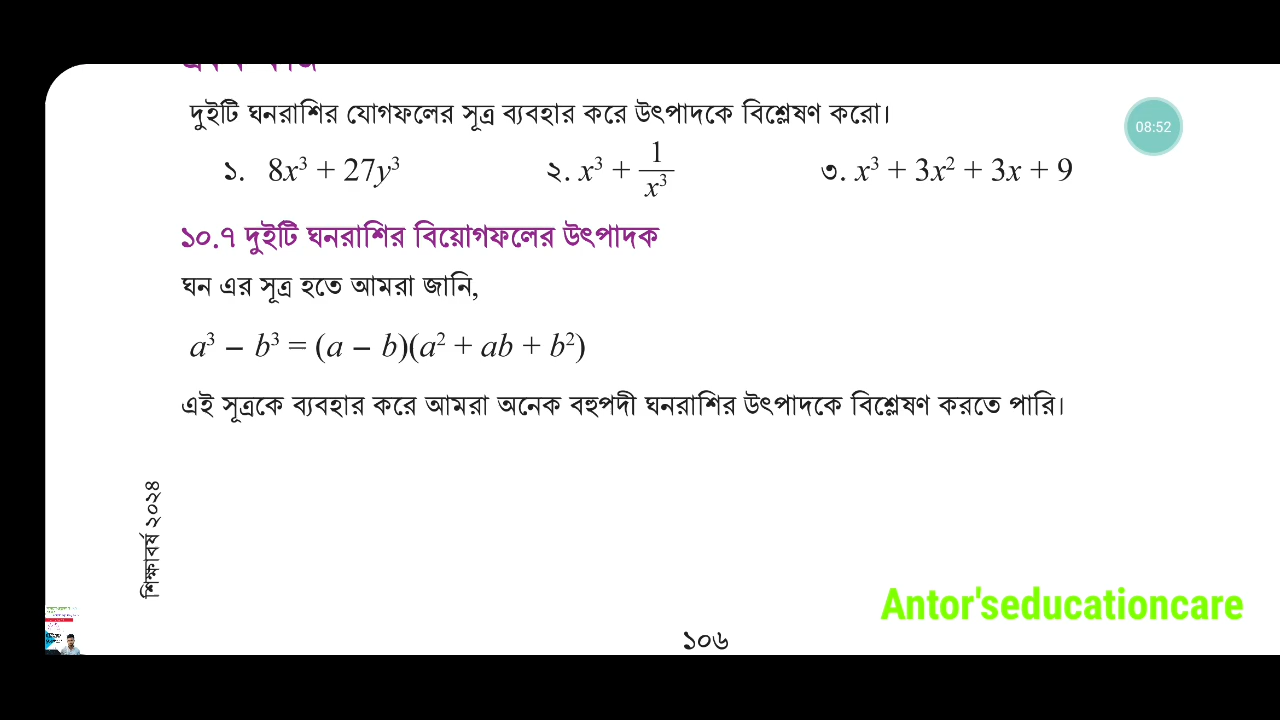 দুইটি ঘনরাশির যোগফলের সূত্র ব্যবহার করে উৎপাদকে বিশ্লেষণ করো।
08:52
১. 8x³ + 27y³ ২. x³ + 1/x³ ৩. x³ + 3x² + 3x + 9
১০.৭ দুইটি ঘনরাশির বিয়োগফলের উৎপাদক
ঘন এর সূত্র হতে আমরা জানি,
a³ – b³ = (a – b)(a² + ab + b²)
এই সূত্রকে ব্যবহার করে আমরা অনেক বহুপদী ঘনরাশির উৎপাদকে বিশ্লেষণ করতে পারি।
শিক্ষাবর্ষ ২০২৪
Antor'seducationcare
১০৬